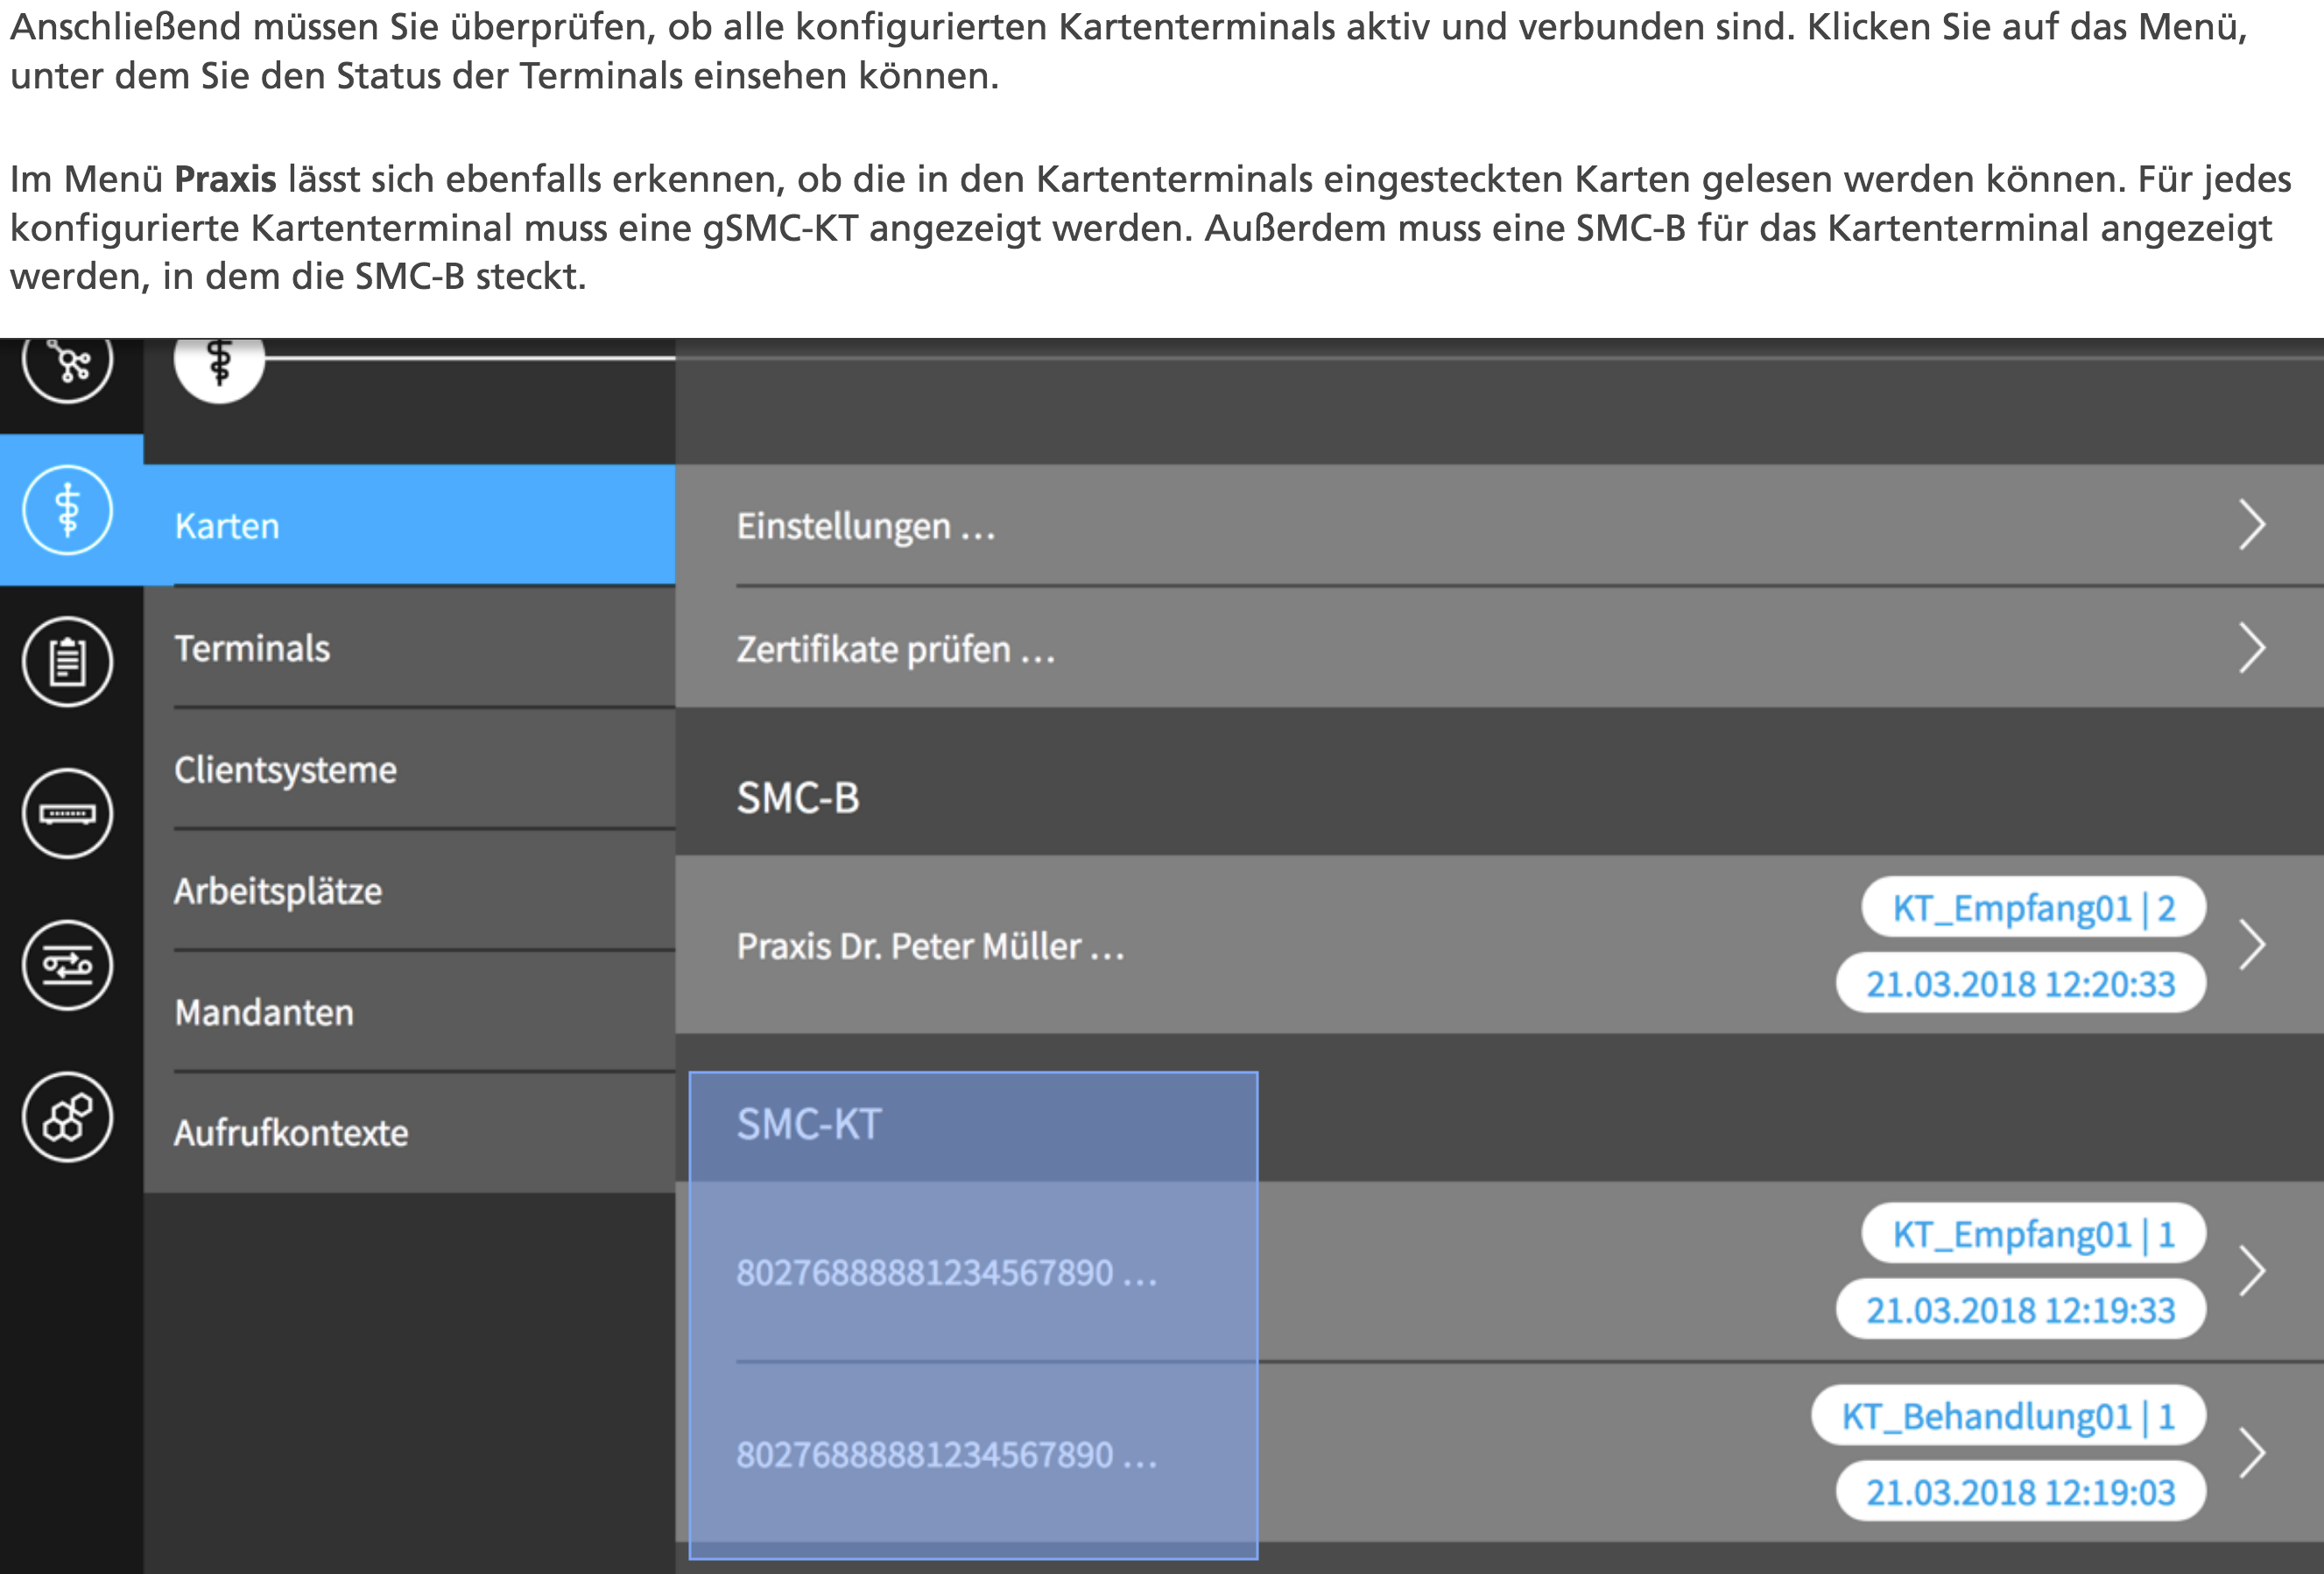 Anschließend müssen Sie überprüfen, ob alle konfigurierten Kartenterminals aktiv und verbunden sind. Klicken Sie auf das Menü,
unter dem Sie den Status der Terminals einsehen können.
Im Menü Praxis lässt sich ebenfalls erkennen, ob die in den Kartenterminals eingesteckten Karten gelesen werden können. Für jedes
konfigurierte Kartenterminal muss eine gSMC-KT angezeigt werden. Außerdem muss eine SMC-B für das Kartenterminal angezeigt
werden, in dem die SMC-B steckt.
Karten
Terminals
Clientsysteme
Arbeitsplätze
Mandanten
Aufrufkontexte
Einstellungen ...
Zertifikate prüfen ...
SMC-B
Praxis Dr. Peter Müller ...
KT_Empfang01 | 2
21.03.2018 12:20:33
SMC-KT
80276888881234567890 ...
KT_Empfang01 | 1
21.03.2018 12:19:33
80276888881234567890 ...
KT_Behandlung01 | 1
21.03.2018 12:19:03